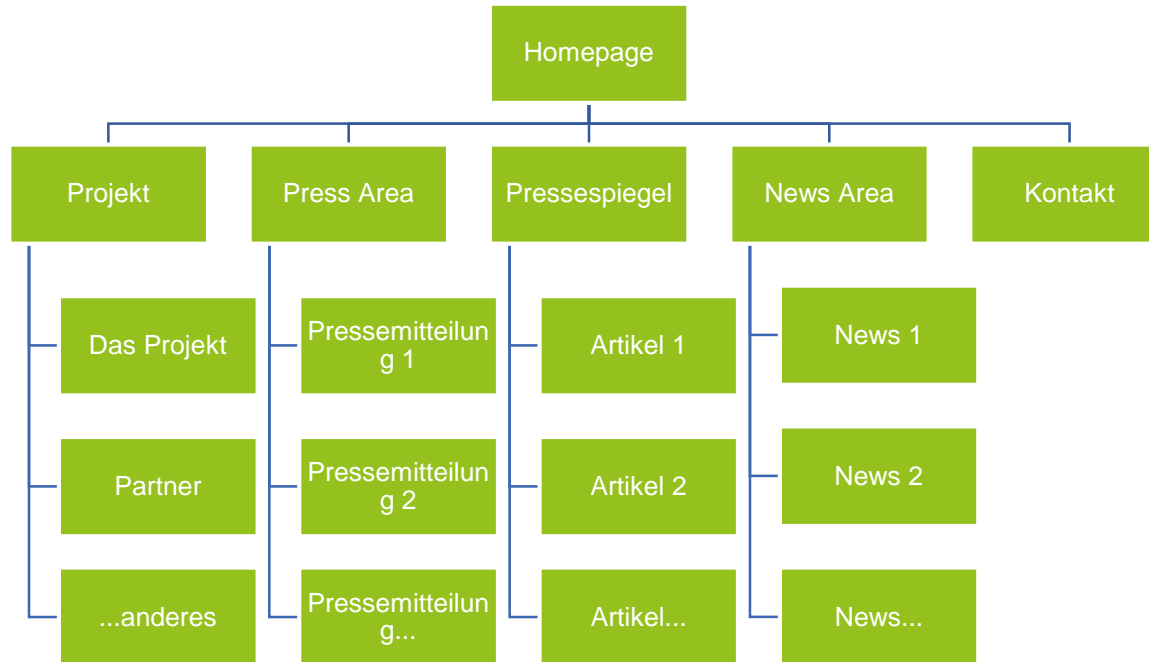 Homepage
Projekt
Press Area
Pressespiegel
News Area
Kontakt
Das Projekt
Pressemitteilun
g 1
Artikel 1
News 1
Partner
Pressemitteilun
g 2
Artikel 2
News 2
...anderes
Pressemitteilun
g...
Artikel...
News...